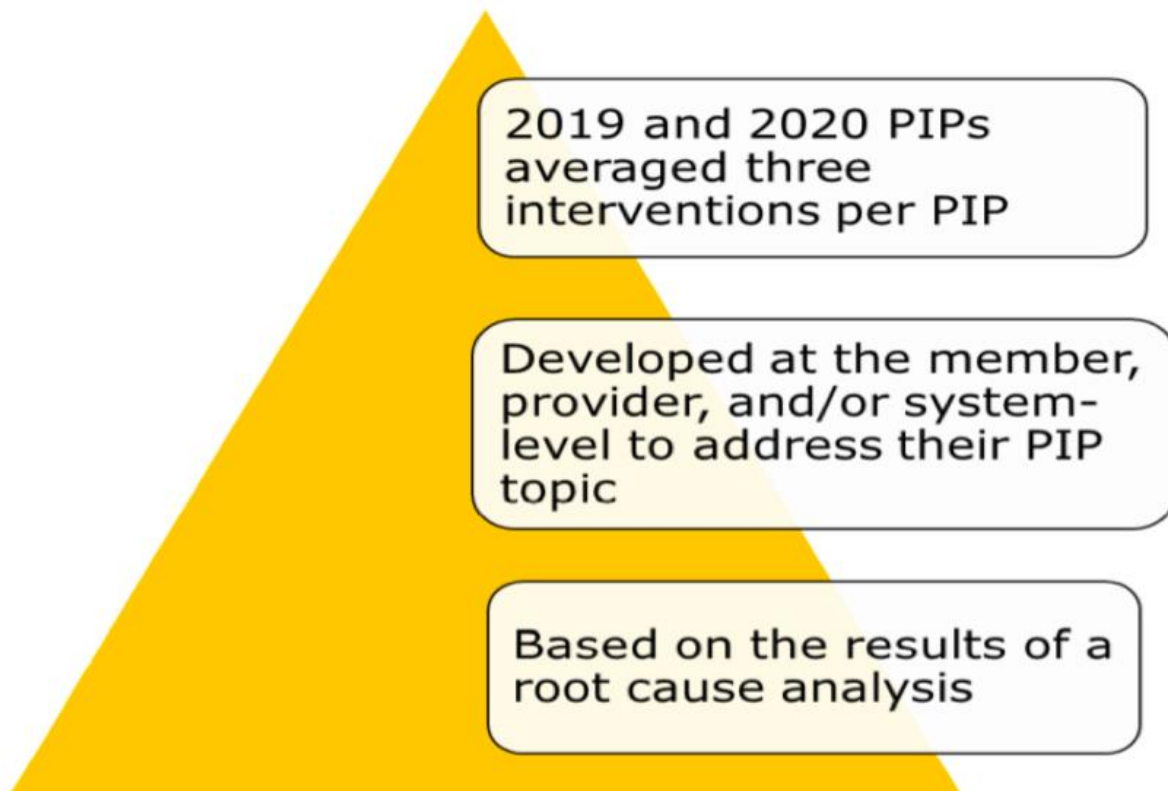 2019 and 2020 PIPs
averaged three
interventions per PIP
Developed at the member,
provider, and/or system-
level to address their PIP
topic
Based on the results of a
root cause analysis